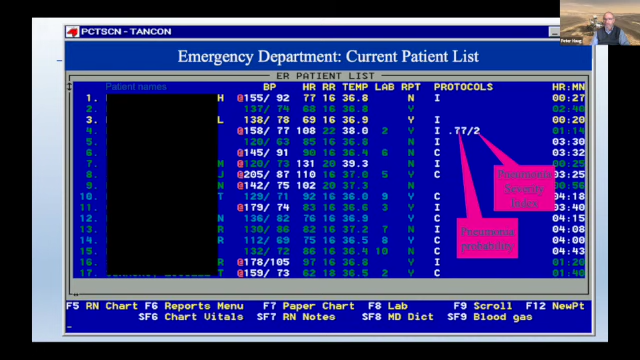 PCTSCN - TANCON
Peter Haug
Emergency Department: Current Patient List
ER PATIENT LIST
Patient names BP HR RR TEMP LAB RPT PROTOCOLS HR:MN
1. H @155/ 92 77 16 36.8 N I 00:27
2. 137/ 74 68 16 36.8 Y 02:40
3. L @138/ 78 69 16 36.9 Y I 00:20
4. @158/ 77 108 22 38.0 2 Y I .77/2 01:14
5. 120/ 63 85 16 36.4 N I 03:30
6. @145/ 91 90 16 36.4 6 N C 03:32
7. N @120/ 73 131 20 39.3 N I 00:25
8. J @205/ 87 110 16 37.0 5 Y C 03:25
9. N @142/ 75 102 20 37.3 N 00:56
10. T 129/ 71 92 16 36.0 9 Y C 04:18
11. @179/ 74 83 16 36.6 3 Y I 03:40
12. N 136/ 82 76 16 36.9 Y C 04:15
13. R 130/ 86 82 16 37.2 7 N I 04:08
14. R 112/ 69 75 16 36.5 8 Y C 04:00
15. 132/ 72 86 16 36.4 10 N C 04:43
16. R @178/105 97 16 36.8 Y I 01:20
17. T @159/ 73 62 18 36.5 2 Y C 01:40
Pneumonia
Severity
Index
Pneumonia
probability
F5 RN Chart F6 Reports Menu F7 Paper Chart F8 Lab F9 Scroll F12 NewPt
SF6 Chart Vitals SF7 RN Notes SF8 MD Dict SF9 Blood gas